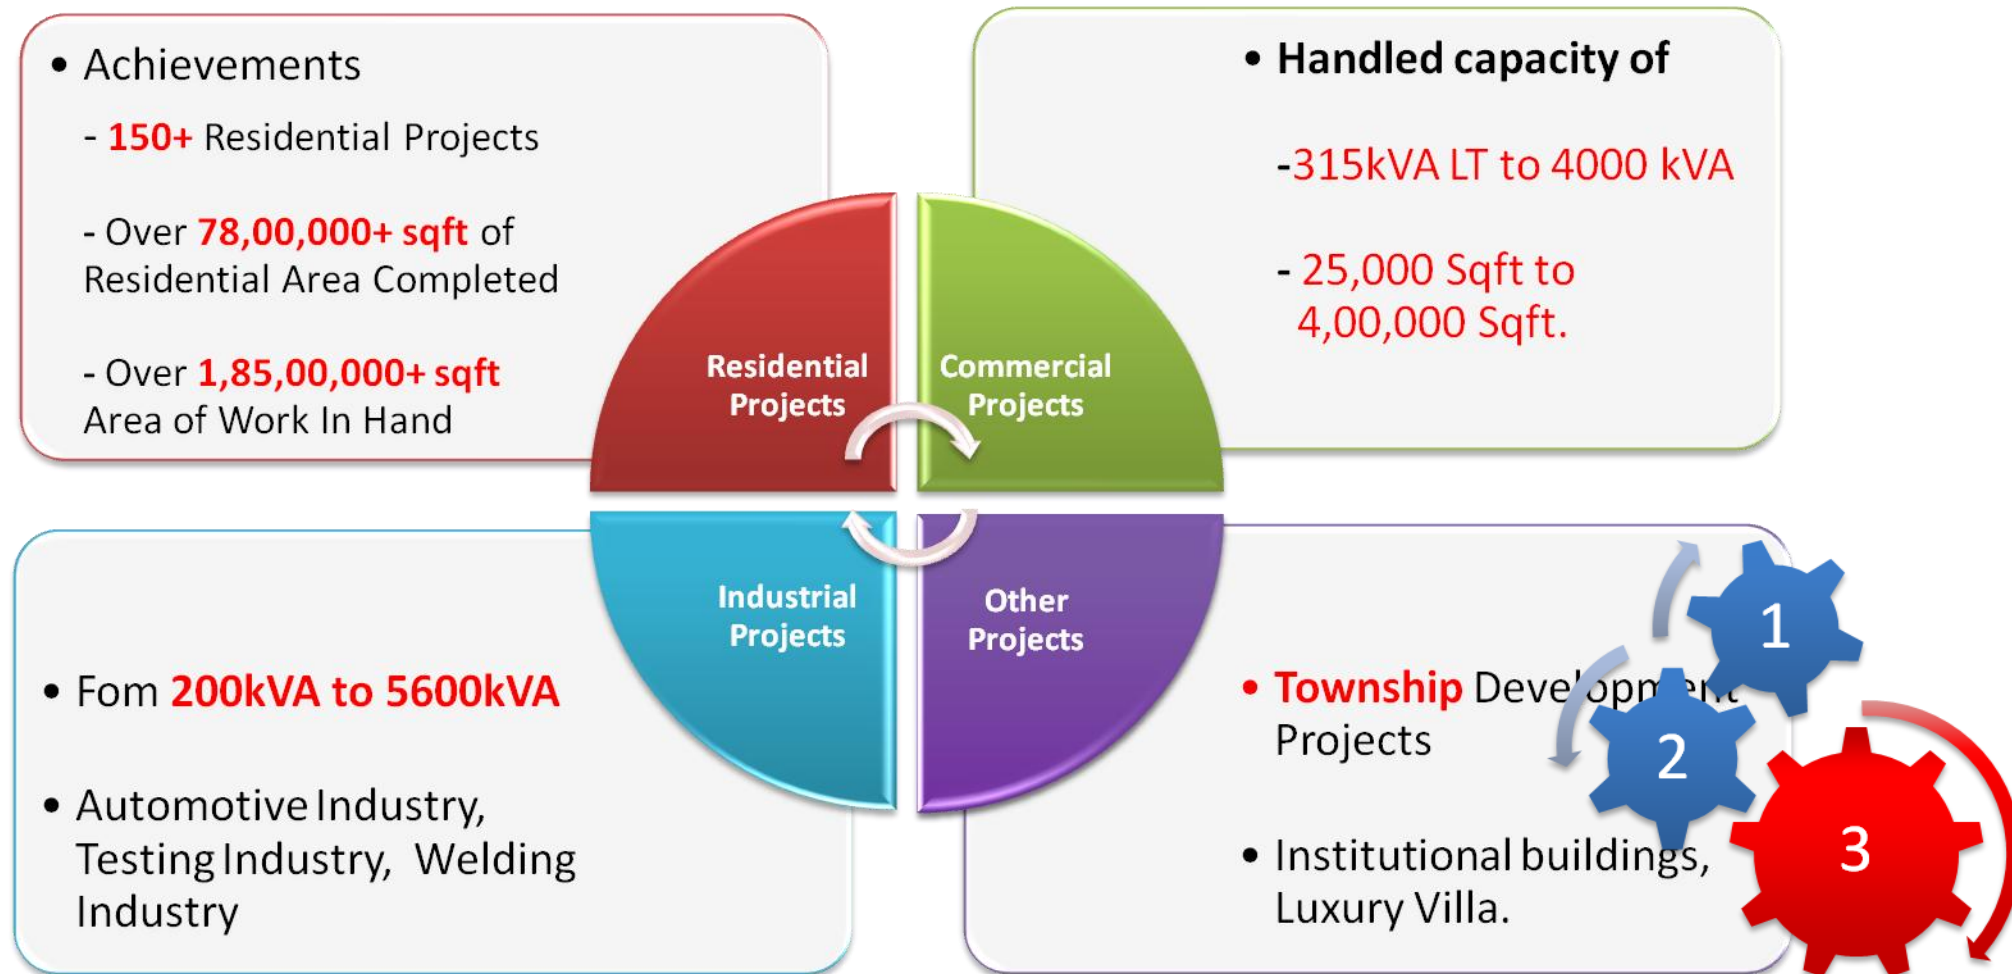 • Achievements
- 150+ Residential Projects
- Over 78,00,000+ sqft of
Residential Area Completed
- Over 1,85,00,000+ sqft
Area of Work In Hand
• Handled capacity of
-315kVA LT to 4000 kVA
- 25,000 Sqft to
4,00,000 Sqft.
Residential
Projects
Commercial
Projects
Industrial
Projects
Other
Projects
• Fom 200kVA to 5600kVA
• Automotive Industry,
Testing Industry, Welding
Industry
• Township Development
Projects
• Institutional buildings,
Luxury Villa.
1
2
3